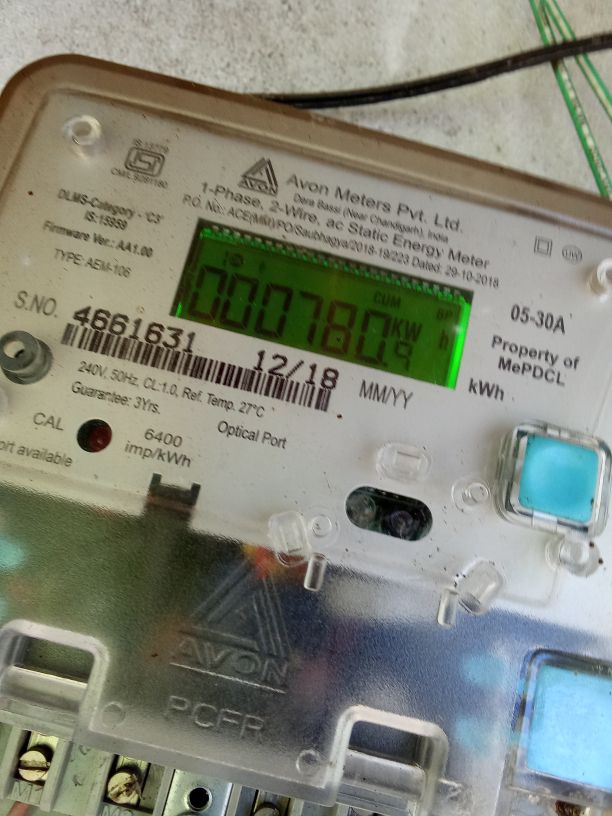 IS:13779
CM/L
AVON
Avon Meters Pvt. Ltd.
Dera Bassi (Near Chandigarh), India
1-Phase, 2-Wire, ac Static Energy Meter
P.O. No.: ACE(MM)/PO/Saubhagya/2018-19/223 Dated: 29-10-2018
DLMS-Category - 'C3'
IS:15959
Firmware Ver.: AA1.00
TYPE: AEM-106
CUM
000780.9
KW
h
05-30A
Property of
MePDCL
kWh
S.NO.
4661631
12/18
MM/YY
240V, 50Hz, CL:1.0, Ref. Temp. 27°C
Guarantee: 3Yrs.
Optical Port
CAL
6400
imp/kWh
ort available
AVON